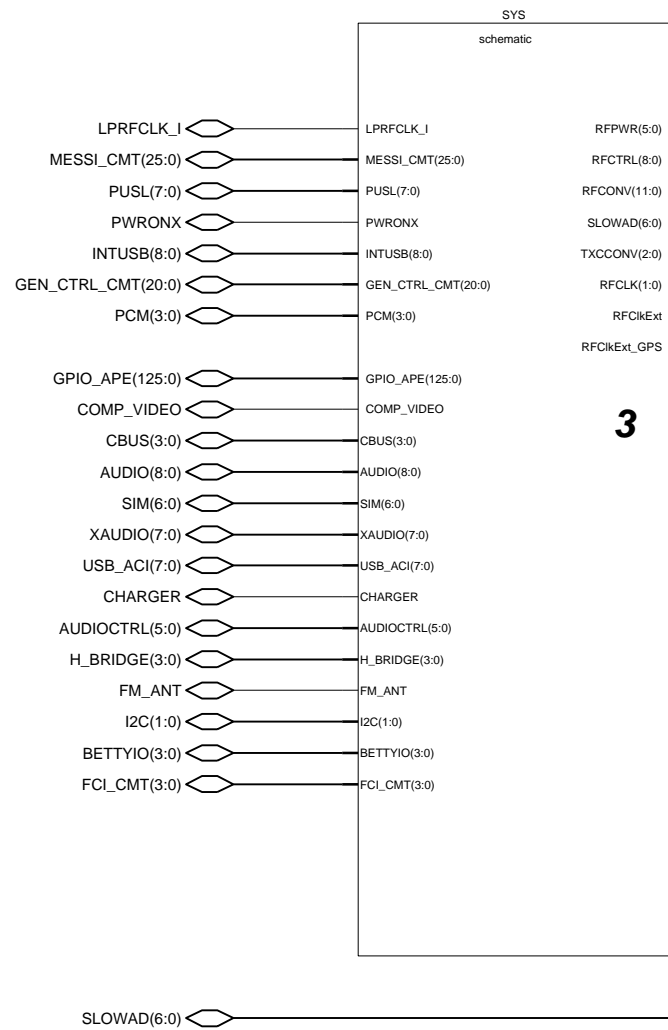 SYS
schematic
LPRFCLK_I LPRFCLK_I RFPWR(5:0)
MESSI_CMT(25:0) MESSI_CMT(25:0) RFCTRL(8:0)
PUSL(7:0) PUSL(7:0) RFCONV(11:0)
PWRONX PWRONX SLOWAD(6:0)
INTUSB(8:0) INTUSB(8:0) TXCCONV(2:0)
GEN_CTRL_CMT(20:0) GEN_CTRL_CMT(20:0) RFCLK(1:0)
PCM(3:0) PCM(3:0) RFClkExt
RFClkExt_GPS
GPIO_APE(125:0) GPIO_APE(125:0)
COMP_VIDEO COMP_VIDEO
3
CBUS(3:0) CBUS(3:0)
AUDIO(8:0) AUDIO(8:0)
SIM(6:0) SIM(6:0)
XAUDIO(7:0) XAUDIO(7:0)
USB_ACI(7:0) USB_ACI(7:0)
CHARGER CHARGER
AUDIOCTRL(5:0) AUDIOCTRL(5:0)
H_BRIDGE(3:0) H_BRIDGE(3:0)
FM_ANT FM_ANT
I2C(1:0) I2C(1:0)
BETTYIO(3:0) BETTYIO(3:0)
FCI_CMT(3:0) FCI_CMT(3:0)
SLOWAD(6:0)